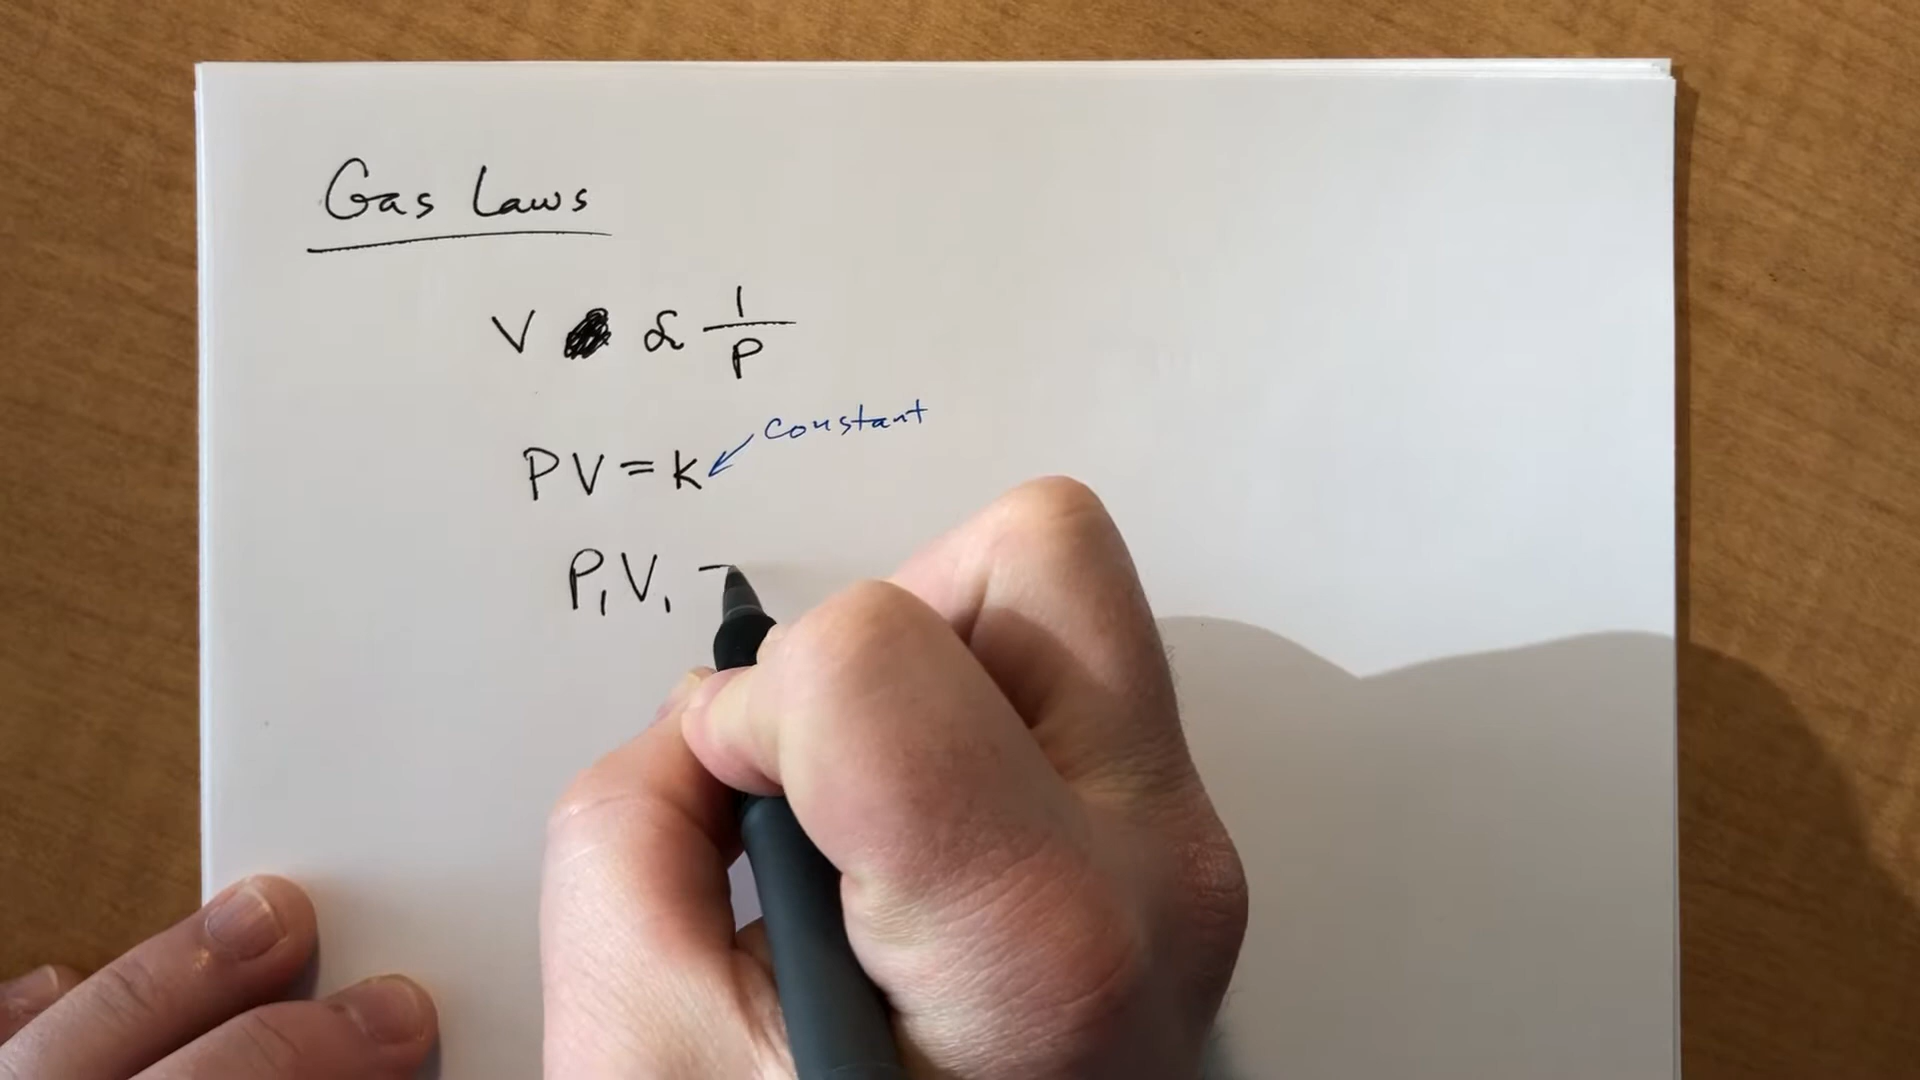 Gas Laws
V ∝ 1/P
constant
PV = k
P₁V₁ =